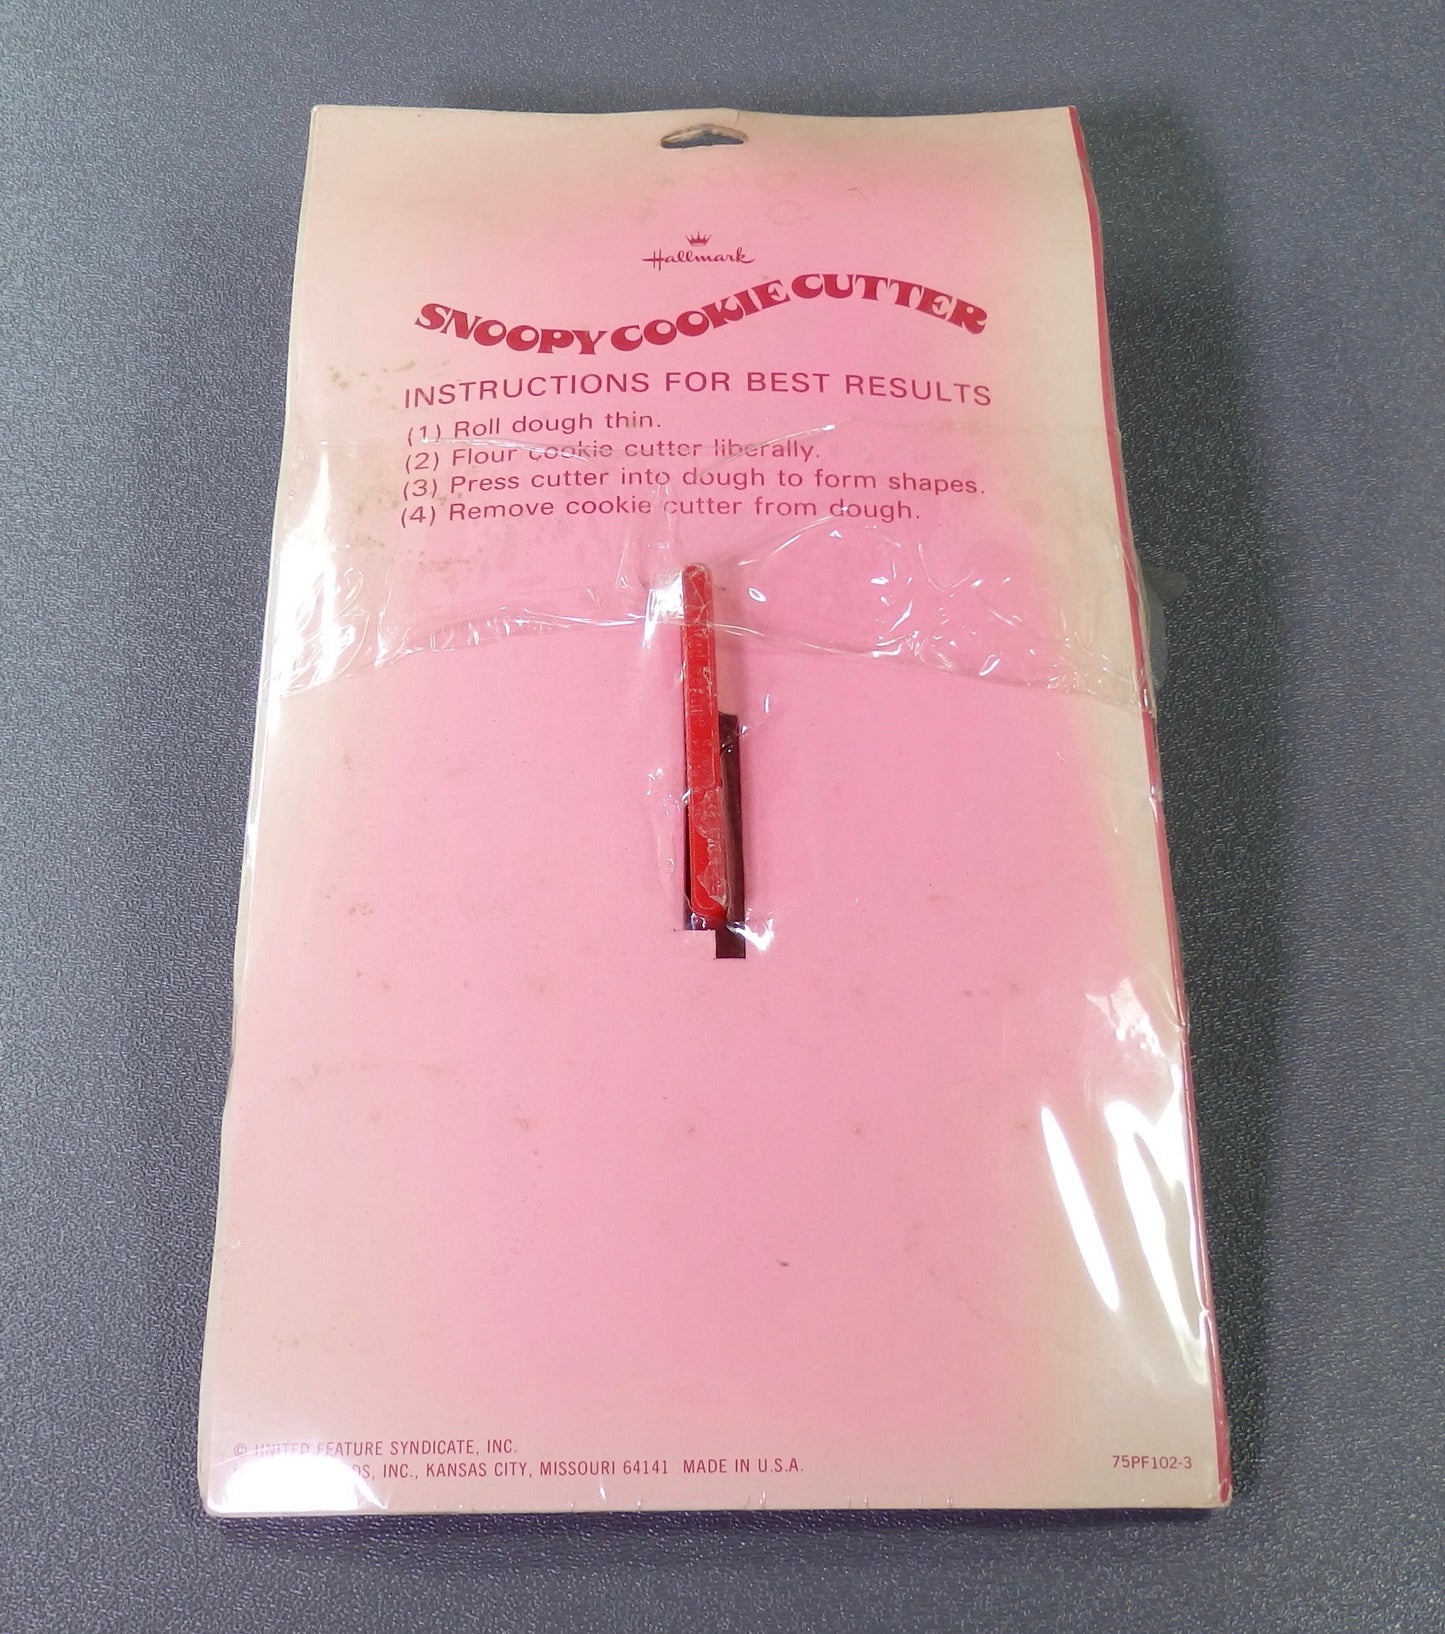 Hallmark
SNOOPY COOKIE CUTTER
INSTRUCTIONS FOR BEST RESULTS
(1) Roll dough thin.
(2) Flour cookie cutter liberally.
(3) Press cutter into dough to form shapes.
(4) Remove cookie cutter from dough.
© UNITED FEATURE SYNDICATE, INC.
INC., KANSAS CITY, MISSOURI 64141 MADE IN U.S.A.
75PF102-3